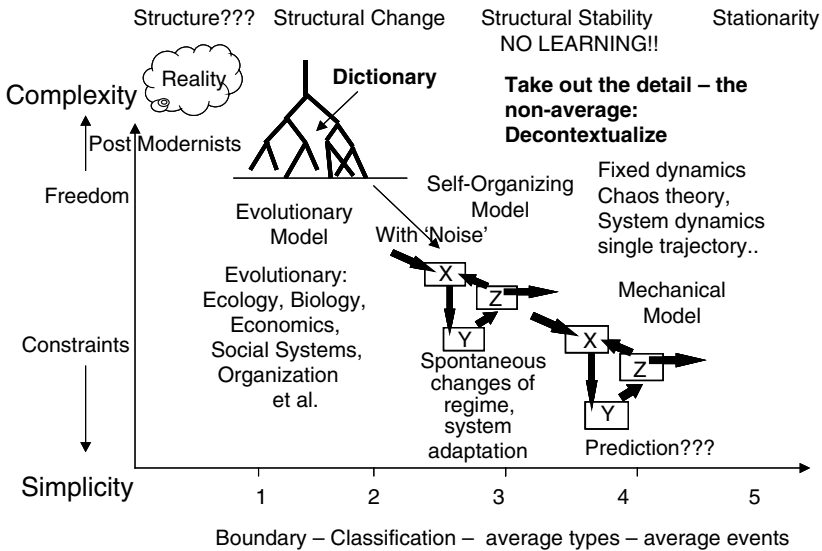 Structure???
Structural Change
Structural Stability
NO LEARNING!!
Stationarity
Reality
Dictionary
Take out the detail – the
non-average:
Decontextualize
Complexity
Post Modernists
Freedom
Constraints
Simplicity
Evolutionary
Model
Evolutionary:
Ecology, Biology,
Economics,
Social Systems,
Organization
et al.
Self-Organizing
Model
With ‘Noise’
X
Z
Y
Spontaneous
changes of
regime,
system
adaptation
Fixed dynamics
Chaos theory,
System dynamics
single trajectory..
Mechanical
Model
X
Z
Y
Prediction???
1 2 3 4 5
Boundary – Classification – average types – average events